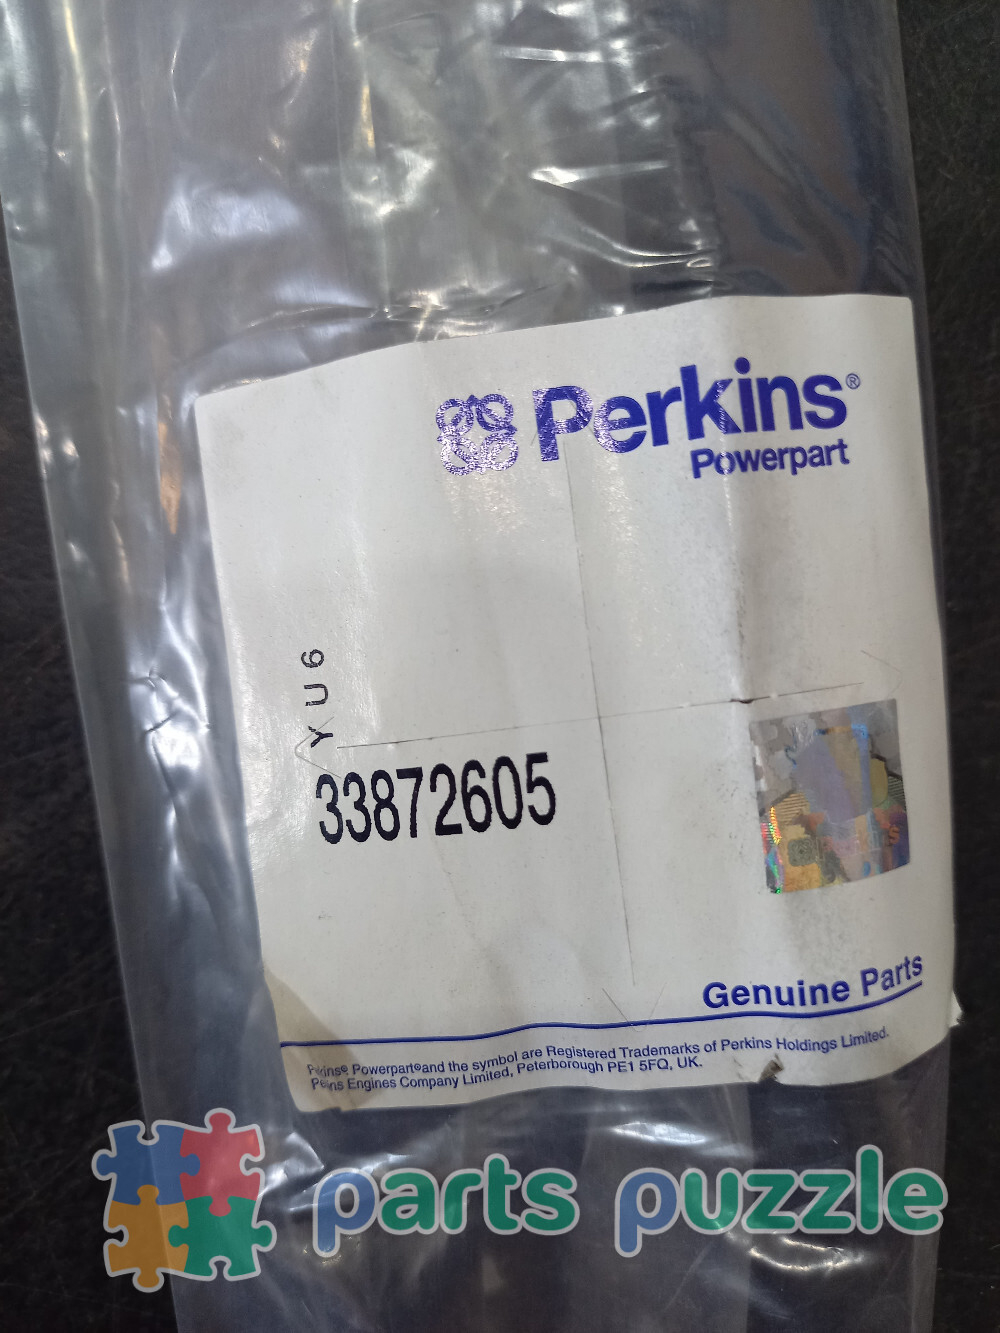 Perkins®
Powerpart
YU6
33872605
Genuine Parts
Perkins® Powerpart® and the symbol are Registered Trademarks of Perkins Holdings Limited.
Perkins Engines Company Limited, Peterborough PE1 5FQ, UK.
parts puzzle